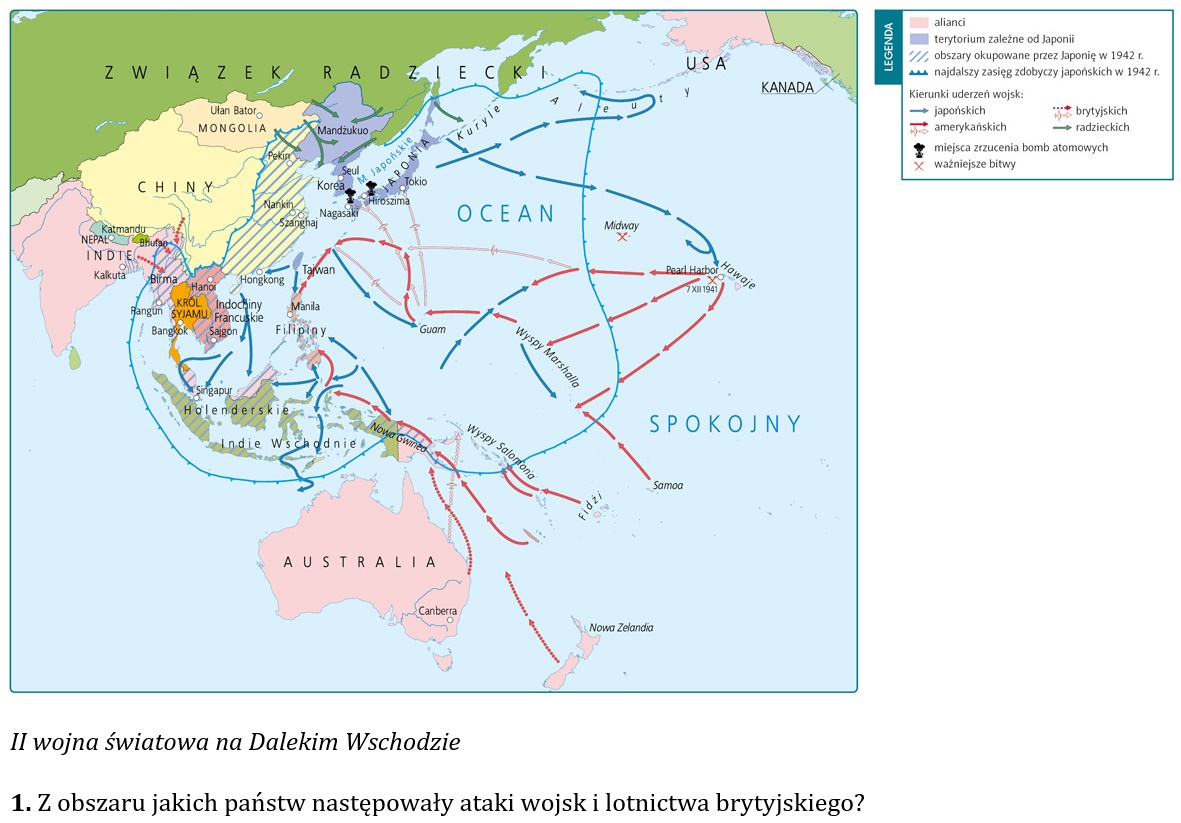 ZWIĄZEK RADZIECKI
USA
KANADA
Aleuty
Kuryle
Ułan Bator
MONGOLIA
Mandżukuo
M. Japońskie
JAPONIA
Pekin
Seul
Korea
Tokio
Hiroszima
Nagasaki
CHINY
Nankin
Szanghaj
OCEAN
Midway
Katmandu
NEPAL
Bhutan
INDIE
Kalkuta
Birma
Hanoi
Hongkong
Taiwan
Pearl Harbor
7 XII 1941
Hawaje
KRÓL.
SYJAMU
Indochiny
Francuskie
Rangun
Bangkok
Sajgon
Manila
Filipiny
Guam
Wyspy Marshalla
Singapur
Holenderskie
Indie Wschodnie
Nowa Gwinea
Wyspy Salomona
SPOKOJNY
Samoa
Fidżi
AUSTRALIA
Canberra
Nowa Zelandia
LEGENDA
alianci
terytorium zależne od Japonii
obszary okupowane przez Japonię w 1942 r.
najdalszy zasięg zdobyczy japońskich w 1942 r.
Kierunki uderzeń wojsk:
japońskich
brytyjskich
amerykańskich
radzieckich
miejsca zrzucenia bomb atomowych
ważniejsze bitwy
II wojna światowa na Dalekim Wschodzie
1. Z obszaru jakich państw następowały ataki wojsk i lotnictwa brytyjskiego?